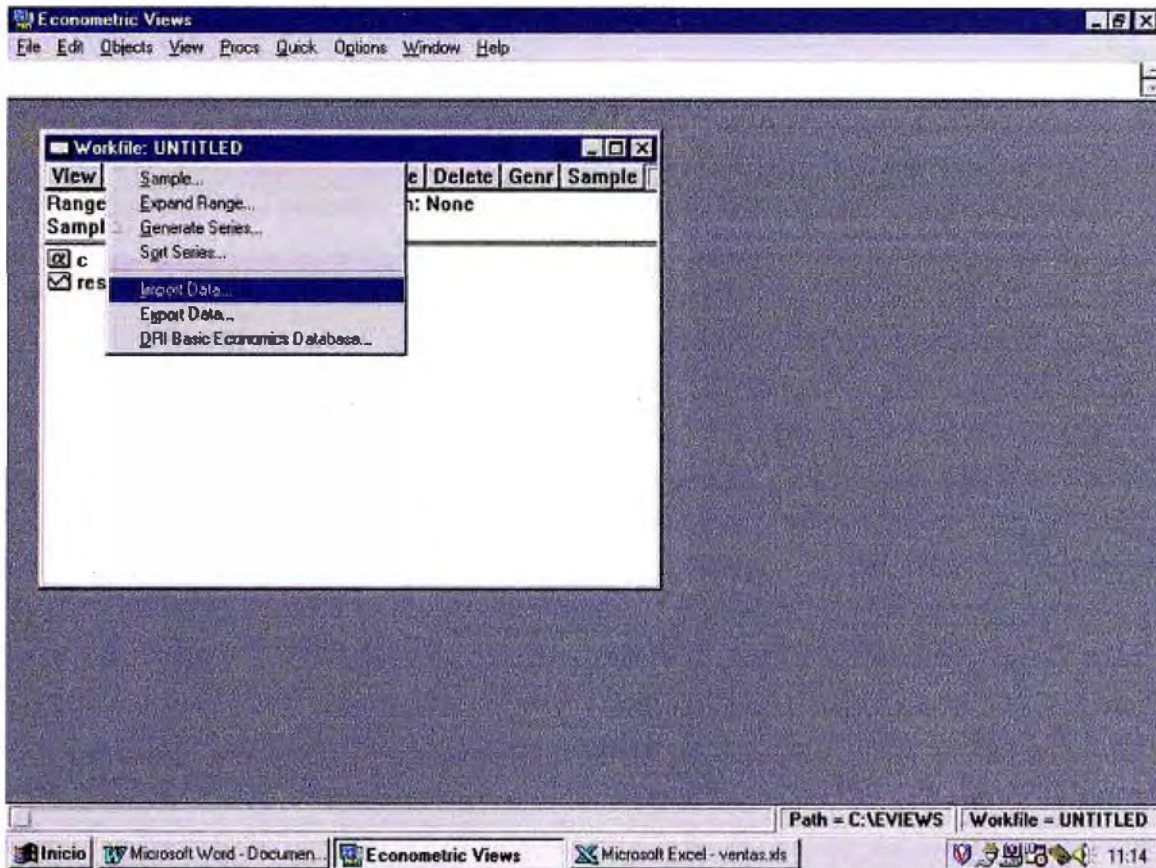 Econometric Views
File Edit Objects View Procs Quick Options Window Help
Workfile: UNTITLED
View e Delete Genr Sample
Range n: None
Sampl
Sample...
Expand Range...
Generate Series...
Sort Series...
Import Data...
Export Data...
DRI Basic Economics Database...
c
res
Path = C:\EVIEWS Workfile = UNTITLED
Inicio Microsoft Word - Documen... Econometric Views Microsoft Excel - ventas.xls 11:14